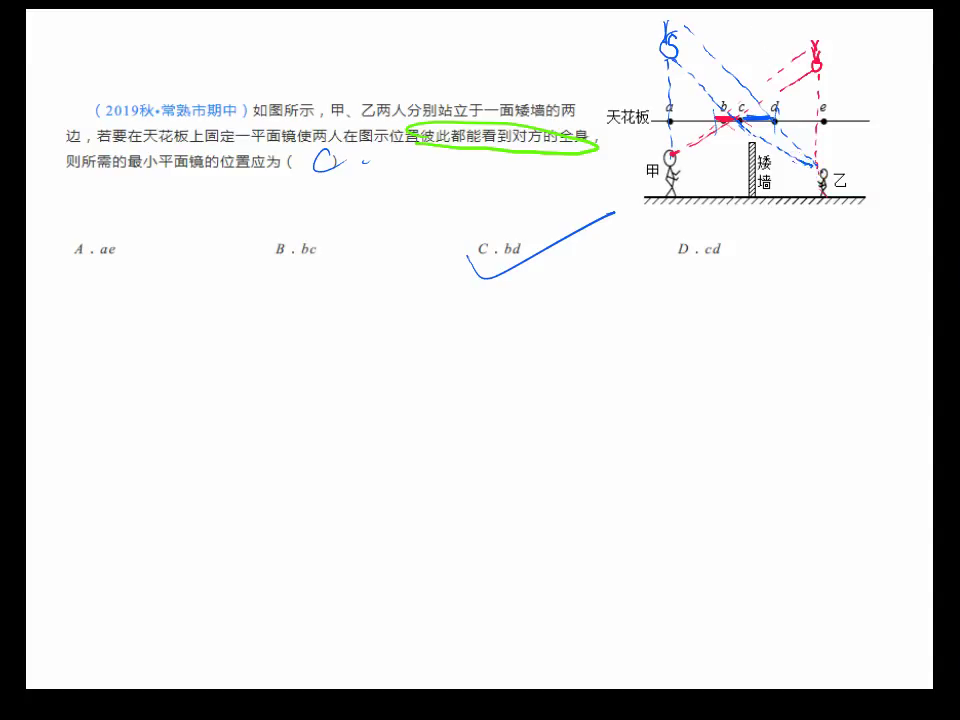 （2019秋•常熟市期中）如图所示，甲、乙两人分别站立于一面矮墙的两
边，若要在天花板上固定一平面镜使两人在图示位置彼此都能看到对方的全身，
则所需的最小平面镜的位置应为（
天花板
a b c d e
甲
矮
墙
乙
A．ae B．bc C．bd D．cd